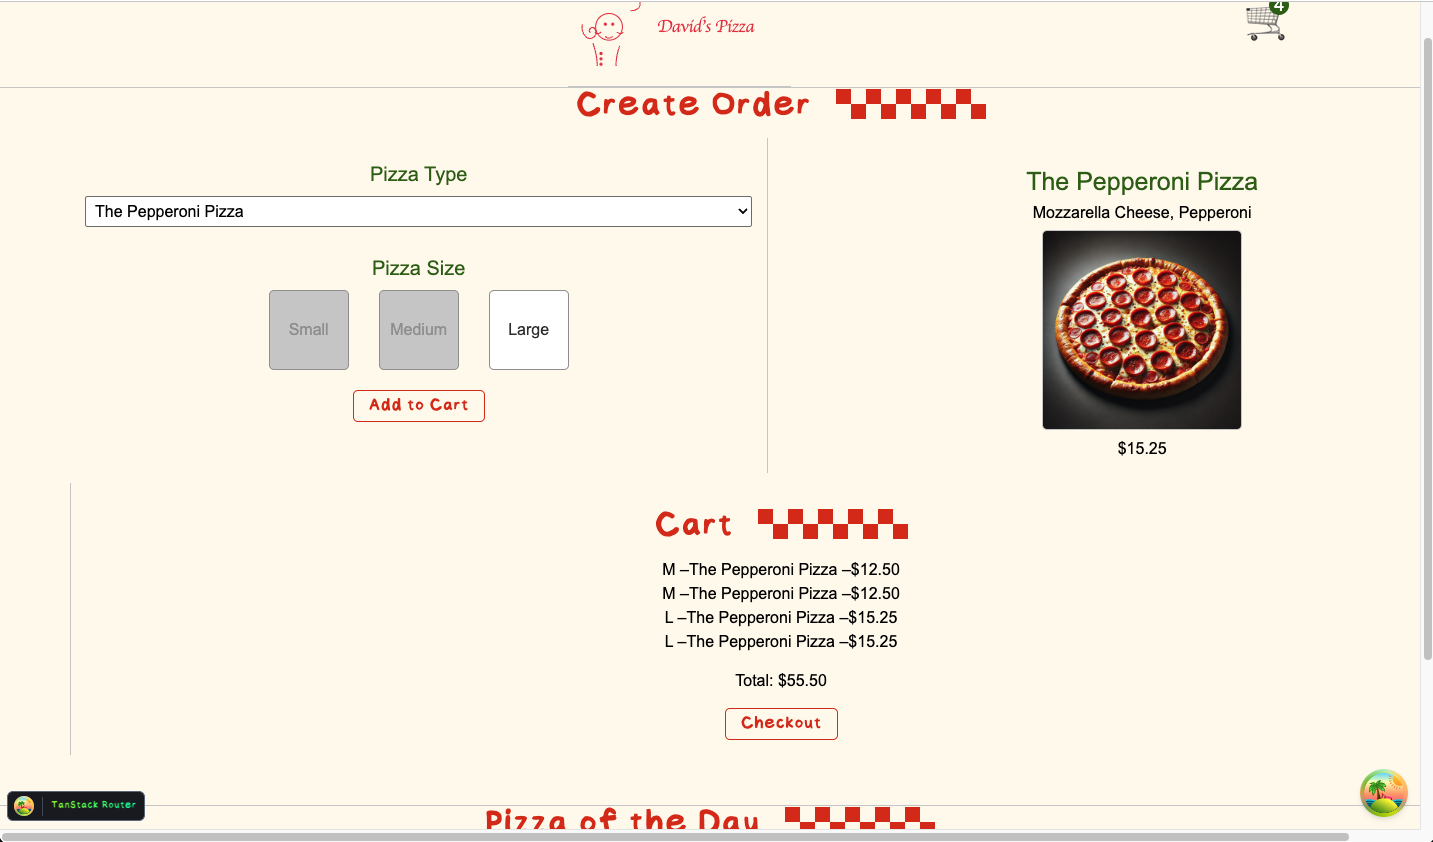 David's Pizza
4
Create Order
Pizza Type
The Pepperoni Pizza
Pizza Size
Small
Medium
Large
Add to Cart
The Pepperoni Pizza
Mozzarella Cheese, Pepperoni
$15.25
Cart
M –The Pepperoni Pizza –$12.50
M –The Pepperoni Pizza –$12.50
L –The Pepperoni Pizza –$15.25
L –The Pepperoni Pizza –$15.25
Total: $55.50
Checkout
TanStack Router
Pizza of the Day